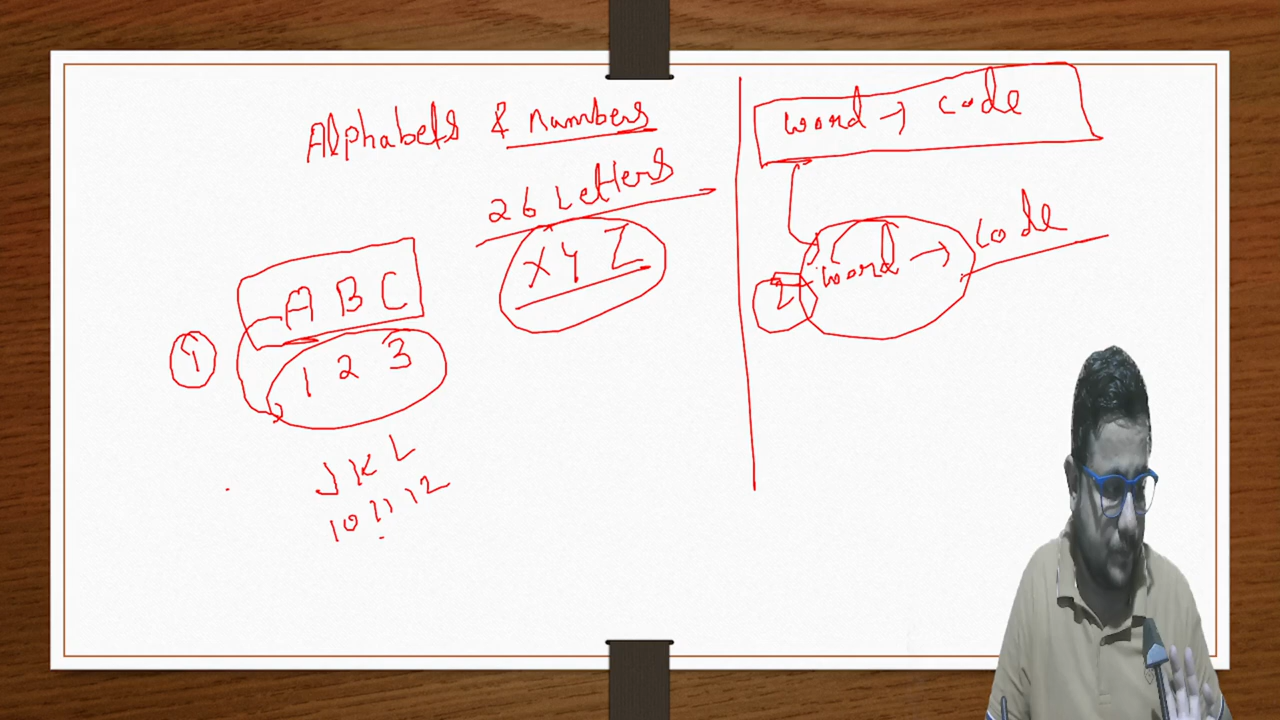 Alphabets & numbers
26 Letters
A B C
X Y Z
1
1 2 3
J K L
10 11 12
word → code
2 word → code